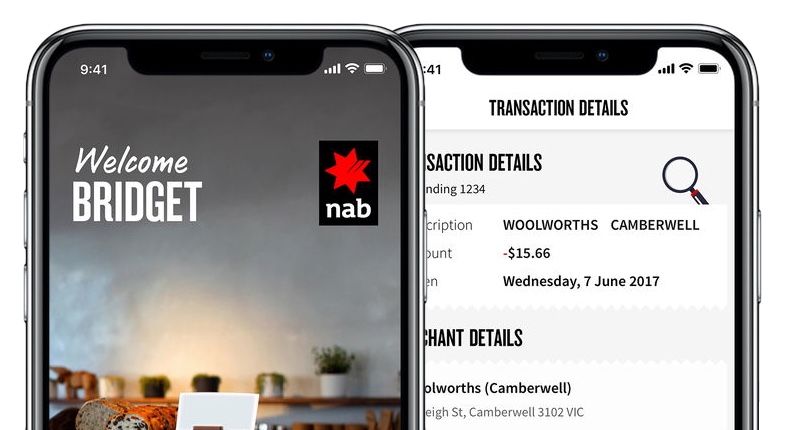 9:41
Welcome
BRIDGET
nab
:41
TRANSACTION DETAILS
SACTION DETAILS
nding 1234
cription WOOLWORTHS CAMBERWELL
ount -$15.66
en Wednesday, 7 June 2017
CHANT DETAILS
olworths (Camberwell)
eigh St, Camberwell 3102 VIC